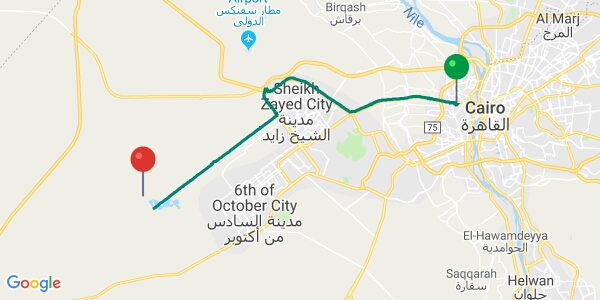 Birqash
برقاش
Airport
مطار سفنكس
الدولي
Nile
Al Marj
المرج
Sheikh
Zayed City
مدينة
الشيخ زايد
Cairo
القاهرة
75
6th of
October City
مدينة السادس
من أكتوبر
El-Hawamdeyya
الحوامدية
Saqqarah
سقارة
Helwan
حلوان
Google